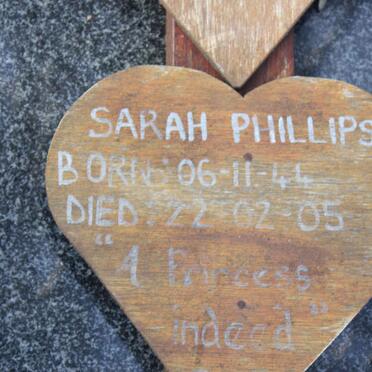 SARAH PHILLIPS
BORN: 06-11-44
DIED: 22-02-05
"A Princess
indeed"